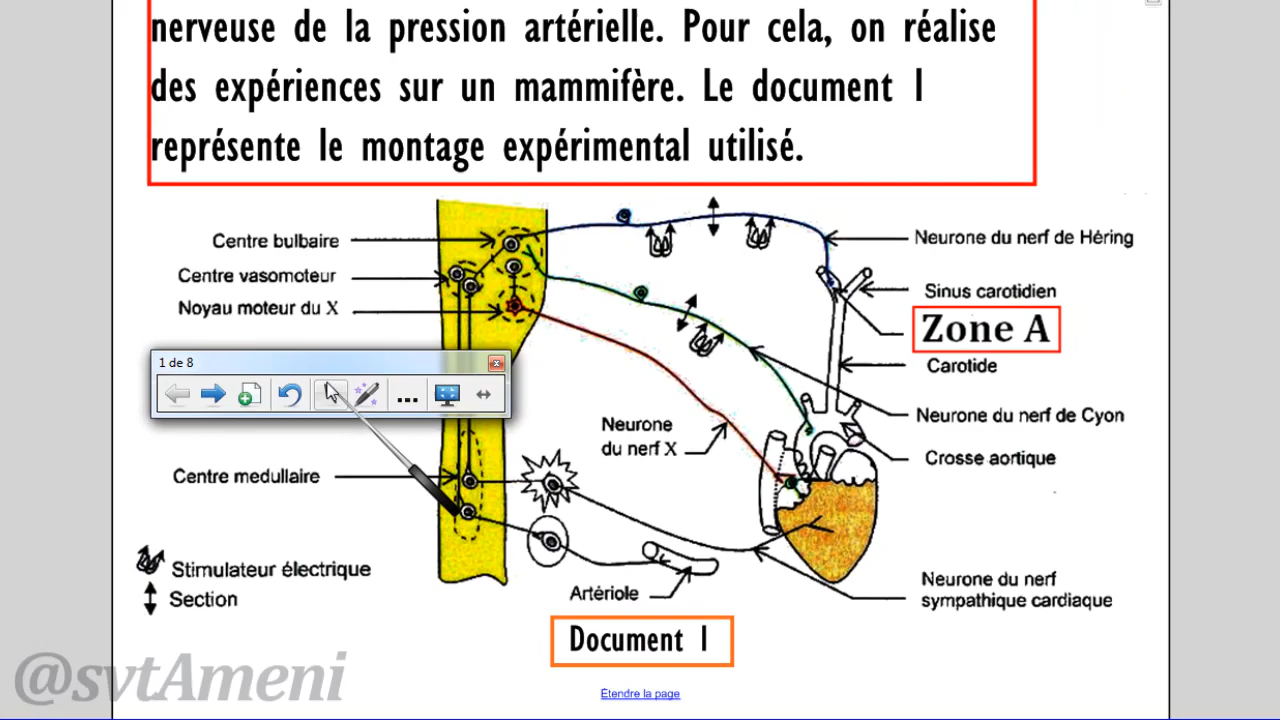 nerveuse de la pression artérielle. Pour cela, on réalise
des expériences sur un mammifère. Le document 1
représente le montage expérimental utilisé.
Centre bulbaire
Neurone du nerf de Héring
Centre vasomoteur
Sinus carotidien
Noyau moteur du X
Zone A
1 de 8
Carotide
Neurone du nerf de Cyon
Neurone
du nerf X
Crosse aortique
Centre medullaire
Stimulateur électrique
Section
Artériole
Neurone du nerf
sympathique cardiaque
Document 1
@svtAmeni
Étendre la page